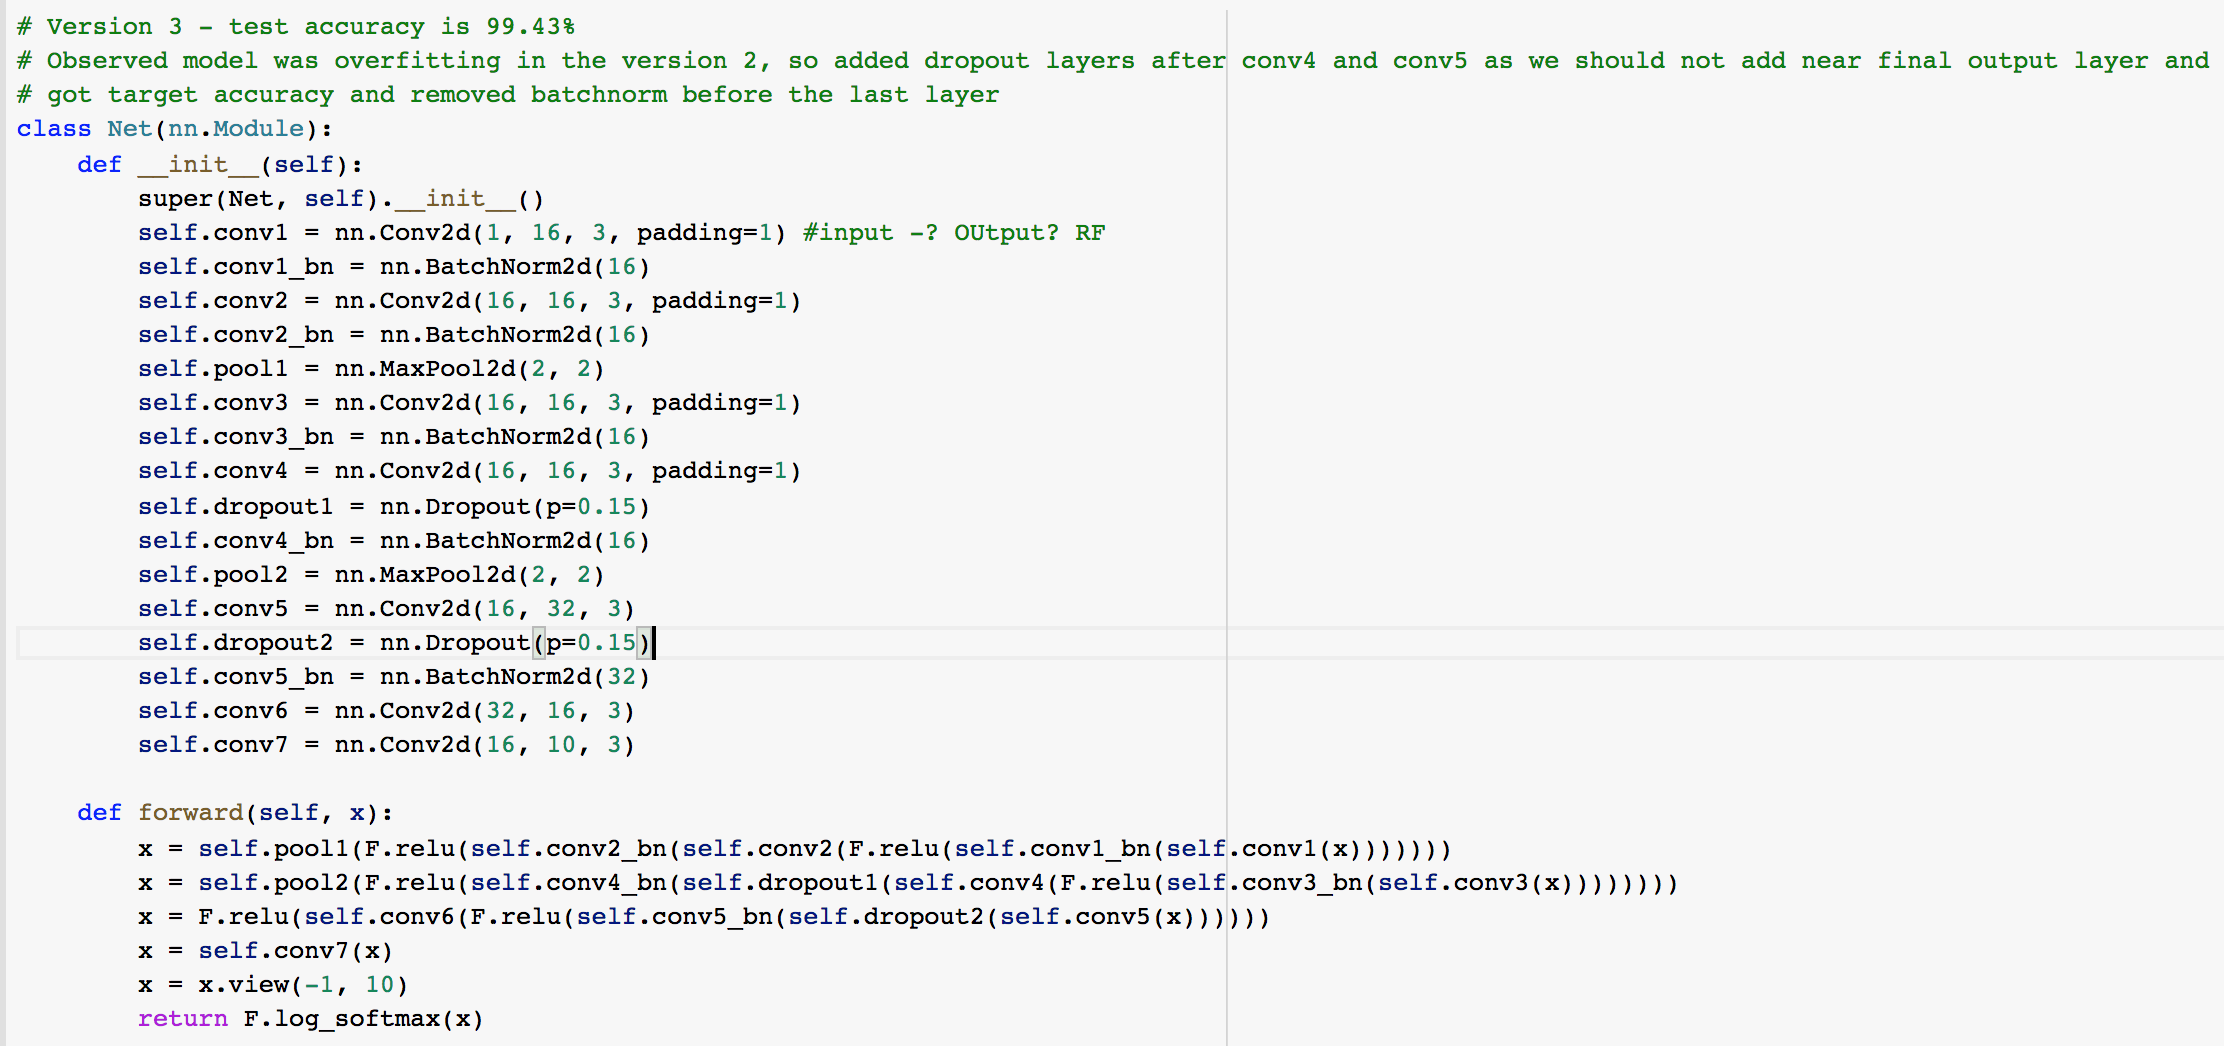 # Version 3 – test accuracy is 99.43%
# Observed model was overfitting in the version 2, so added dropout layers after conv4 and conv5 as we should not add near final output layer and
# got target accuracy and removed batchnorm before the last layer
class Net(nn.Module):
    def __init__(self):
        super(Net, self).__init__()
        self.conv1 = nn.Conv2d(1, 16, 3, padding=1) #input –? OUtput? RF
        self.conv1_bn = nn.BatchNorm2d(16)
        self.conv2 = nn.Conv2d(16, 16, 3, padding=1)
        self.conv2_bn = nn.BatchNorm2d(16)
        self.pool1 = nn.MaxPool2d(2, 2)
        self.conv3 = nn.Conv2d(16, 16, 3, padding=1)
        self.conv3_bn = nn.BatchNorm2d(16)
        self.conv4 = nn.Conv2d(16, 16, 3, padding=1)
        self.dropout1 = nn.Dropout(p=0.15)
        self.conv4_bn = nn.BatchNorm2d(16)
        self.pool2 = nn.MaxPool2d(2, 2)
        self.conv5 = nn.Conv2d(16, 32, 3)
        self.dropout2 = nn.Dropout(p=0.15)
        self.conv5_bn = nn.BatchNorm2d(32)
        self.conv6 = nn.Conv2d(32, 16, 3)
        self.conv7 = nn.Conv2d(16, 10, 3)
    def forward(self, x):
        x = self.pool1(F.relu(self.conv2_bn(self.conv2(F.relu(self.conv1_bn(self.conv1(x)))))))
        x = self.pool2(F.relu(self.conv4_bn(self.dropout1(self.conv4(F.relu(self.conv3_bn(self.conv3(x))))))))
        x = F.relu(self.conv6(F.relu(self.conv5_bn(self.dropout2(self.conv5(x))))))
        x = self.conv7(x)
        x = x.view(-1, 10)
        return F.log_softmax(x)